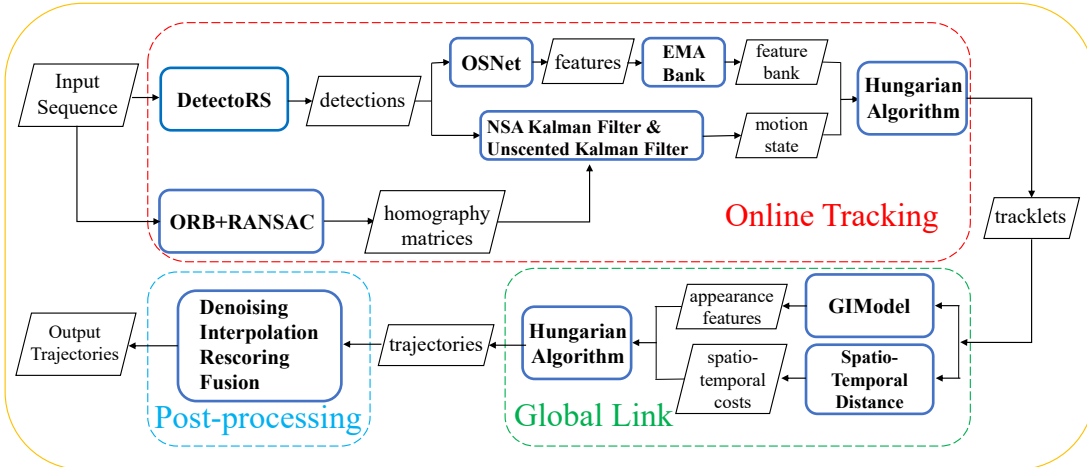 Input
Sequence
DetectoRS
detections
OSNet
features
EMA
Bank
feature
bank
NSA Kalman Filter &
Unscented Kalman Filter
motion
state
Hungarian
Algorithm
ORB+RANSAC
homography
matrices
Online Tracking
tracklets
GIModel
Spatio-
Temporal
Distance
appearance
features
spatio-
temporal
costs
Hungarian
Algorithm
Global Link
trajectories
Denoising
Interpolation
Rescoring
Fusion
Post-processing
Output
Trajectories